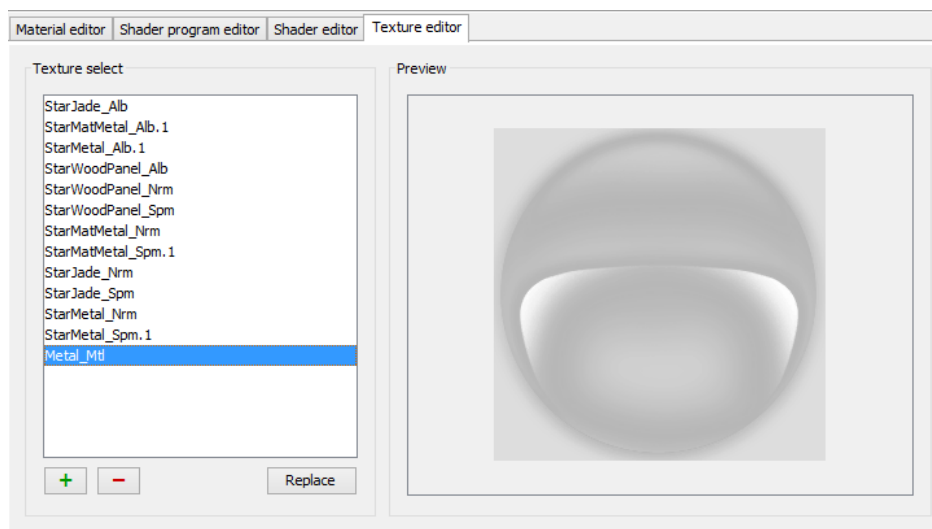 Material editor Shader program editor Shader editor Texture editor
Texture select
Preview
StarJade_Alb
StarMatMetal_Alb.1
StarMetal_Alb.1
StarWoodPanel_Alb
StarWoodPanel_Nrm
StarWoodPanel_Spm
StarMatMetal_Nrm
StarMatMetal_Spm.1
StarJade_Nrm
StarJade_Spm
StarMetal_Nrm
StarMetal_Spm.1
Metal_Mtl
+ − Replace